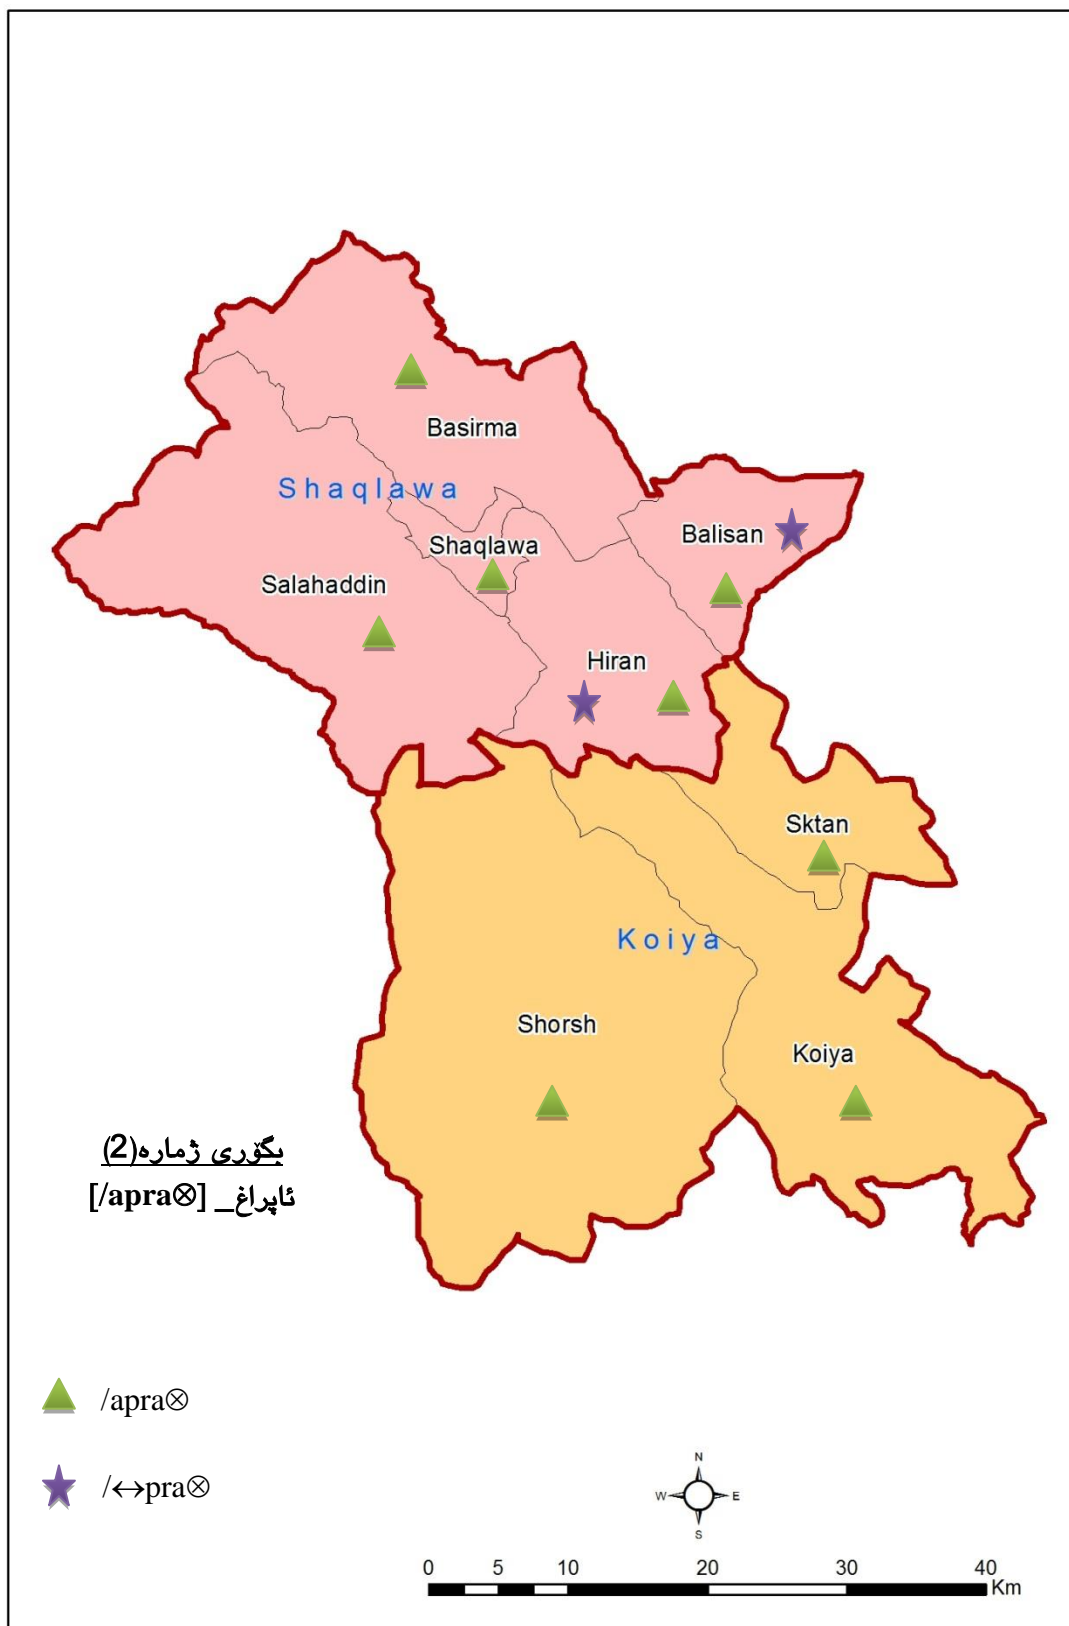 Basirma
Shaqlawa
Balisan
Shaqlawa
Salahaddin
Hiran
Sktan
Koiya
Shorsh
Koiya
بگۆڕی ژماره(2)
ئاپراغ_ [/apra⊗]
/apra⊗
/↔pra⊗
N
W E
S
0 5 10 20 30 40
Km